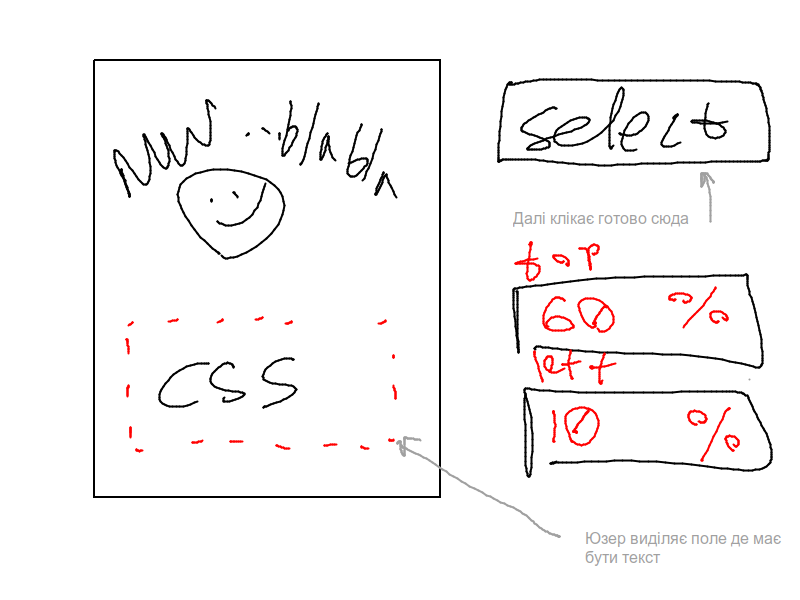 blabla
select
Далі клікає готово сюда
top
60 %
left
10 %
css
Юзер виділяє поле де має
бути текст